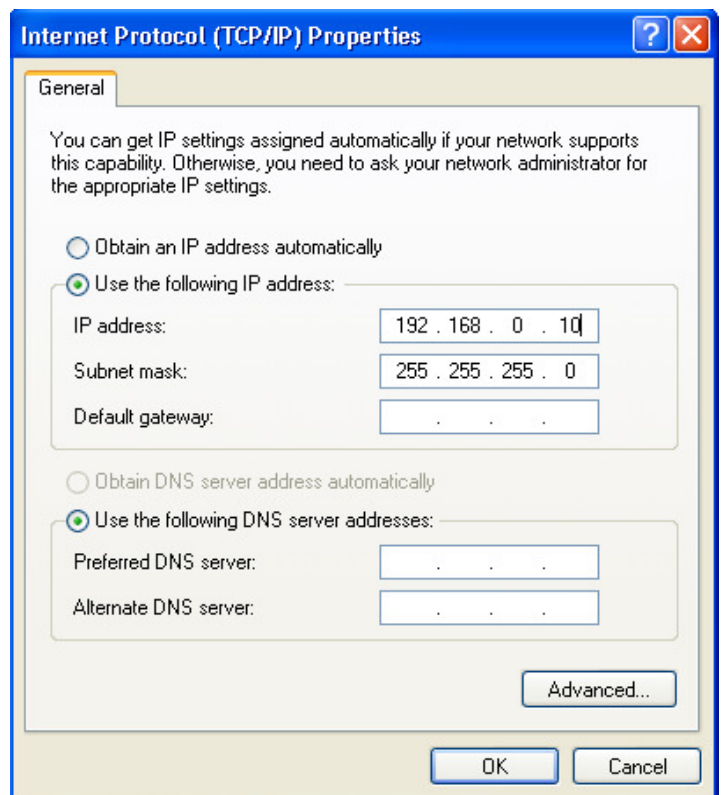 Internet Protocol (TCP/IP) Properties
General
You can get IP settings assigned automatically if your network supports
this capability. Otherwise, you need to ask your network administrator for
the appropriate IP settings.
Obtain an IP address automatically
Use the following IP address:
IP address: 192 . 168 . 0 . 10
Subnet mask: 255 . 255 . 255 . 0
Default gateway: . . .
Obtain DNS server address automatically
Use the following DNS server addresses:
Preferred DNS server: . . .
Alternate DNS server: . . .
Advanced...
OK Cancel